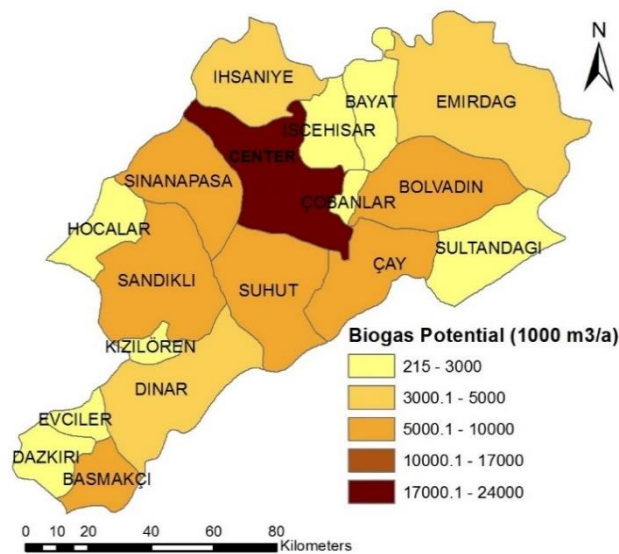 N
IHSANIYE
BAYAT
EMIRDAG
ISCEHISAR
CENTER
SINANAPASA
ÇOBANLAR
BOLVADIN
HOCALAR
SULTANDAGI
ÇAY
SANDIKLI
SUHUT
KIZILÖREN
DINAR
EVCILER
DAZKIRI
BASMAKÇI
Biogas Potential (1000 m3/a)
215 - 3000
3000.1 - 5000
5000.1 - 10000
10000.1 - 17000
17000.1 - 24000
0 10 20 40 60 80
Kilometers